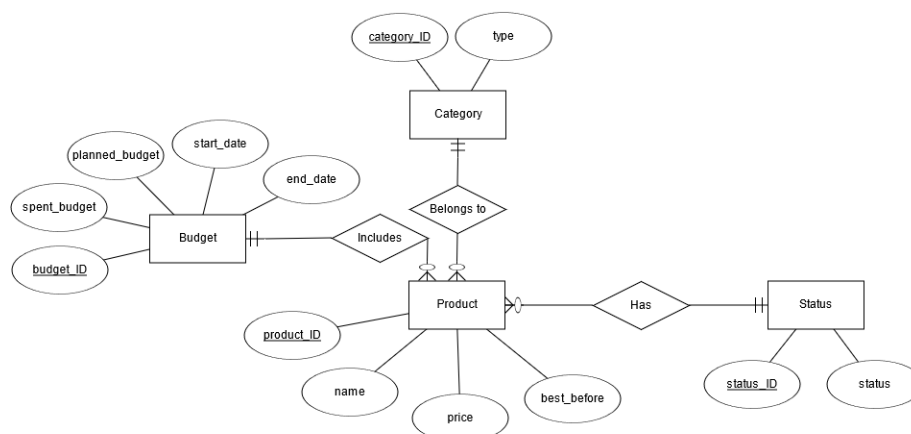 category_ID
type
Category
start_date
planned_budget
end_date
spent_budget
Budget
Includes
Belongs to
budget_ID
Product
Has
Status
product_ID
name
price
best_before
status_ID
status